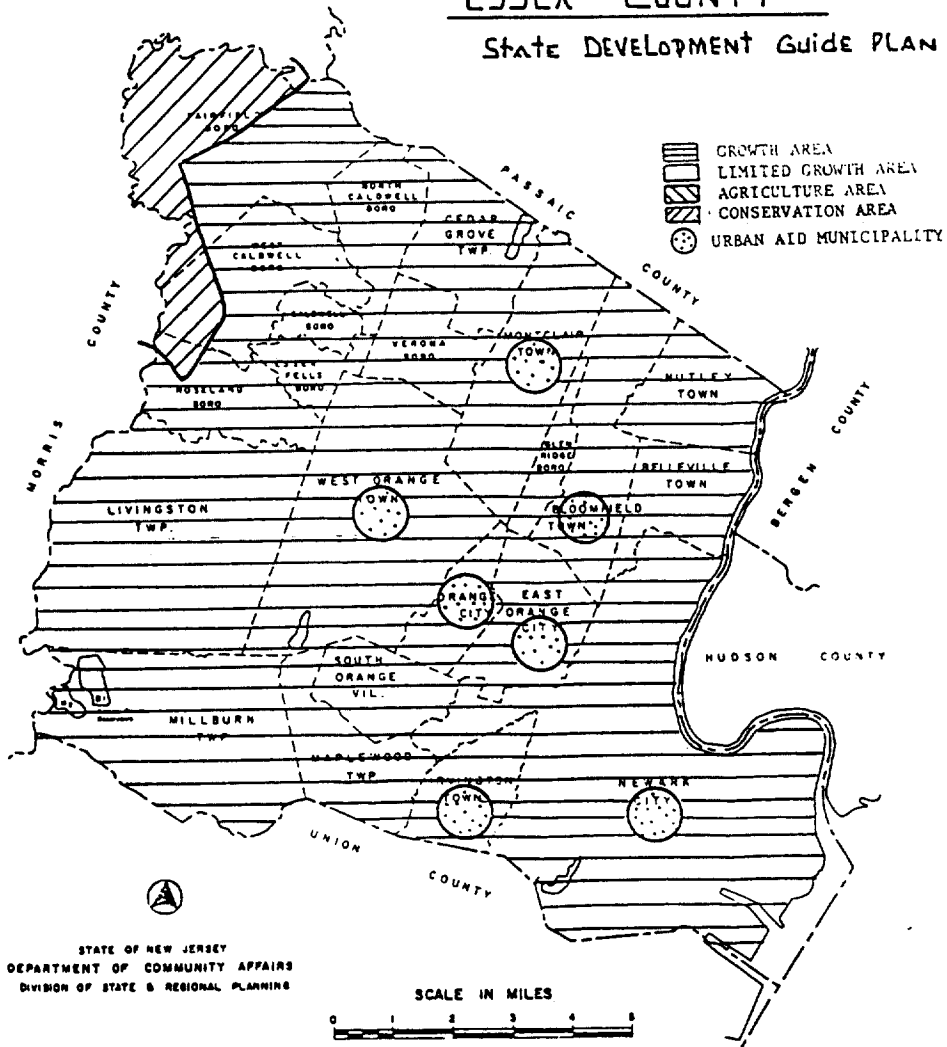 ESSEX COUNTY
State DEVELOPMENT Guide PLAN
GROWTH AREA
LIMITED GROWTH AREA
AGRICULTURE AREA
CONSERVATION AREA
URBAN AID MUNICIPALITY
FAIRFIELD
BORO
PASSAIC
COUNTY
NORTH
CALDWELL
BORO
CEDAR
GROVE
TWP.
WEST
CALDWELL
BORO
CALDWELL
BORO
VERONA
BORO
MONTCLAIR
TOWN
ESSEX
FELLS
BORO
ROSELAND
BORO
NUTLEY
TOWN
MORRIS
COUNTY
BERGEN
COUNTY
GLEN
RIDGE
BORO
BELLEVILLE
TOWN
WEST ORANGE
TOWN
LIVINGSTON
TWP.
BLOOMFIELD
TOWN
ORANGE
CITY
EAST
ORANGE
CITY
SOUTH
ORANGE
VIL.
HUDSON COUNTY
MILLBURN
TWP
MAPLEWOOD
TWP.
IRVINGTON
TOWN
NEWARK
CITY
UNION
COUNTY
STATE OF NEW JERSEY
DEPARTMENT OF COMMUNITY AFFAIRS
DIVISION OF STATE & REGIONAL PLANNING
SCALE IN MILES
0 1 2 3 4 5